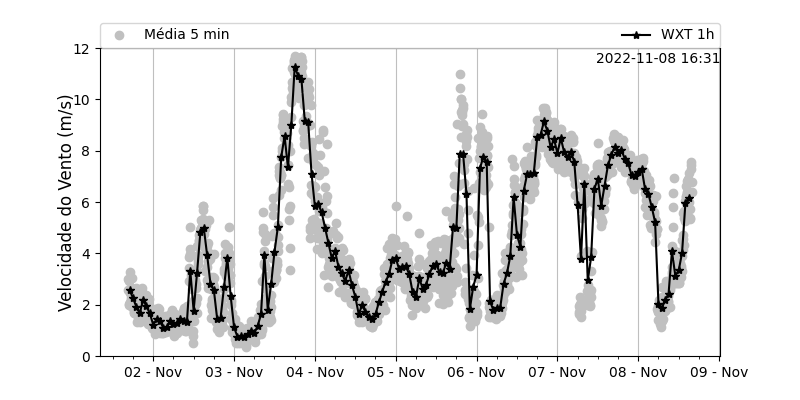 Média 5 min
WXT 1h
2022-11-08 16:31
Velocidade do Vento (m/s)
12
10
8
6
4
2
0
02 - Nov
03 - Nov
04 - Nov
05 - Nov
06 - Nov
07 - Nov
08 - Nov
09 - Nov